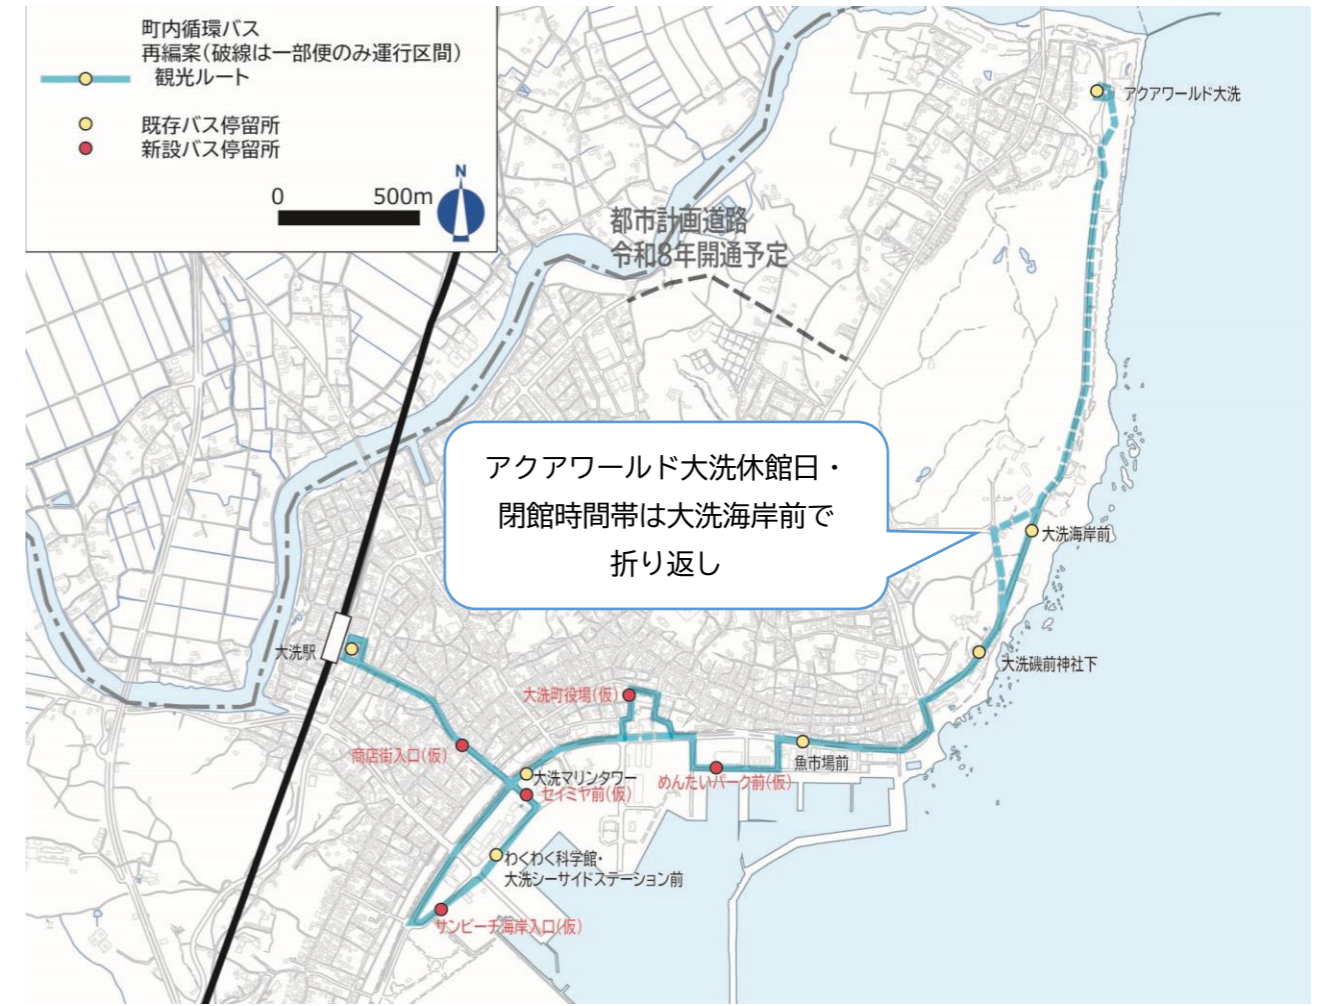 町内循環バス
再編案(破線は一部便のみ運行区間)
観光ルート
既存バス停留所
新設バス停留所
0 500m
N
アクアワールド大洗
都市計画道路
令和8年開通予定
アクアワールド大洗休館日・
閉館時間帯は大洗海岸前で
折り返し
大洗海岸前
大洗駅
大洗磯前神社下
大洗町役場(仮)
商店街入口(仮)
魚市場前
大洗マリンタワー
めんたいパーク前(仮)
セイミヤ前(仮)
わくわく科学館・
大洗シーサイドステーション前
サンビーチ海岸入口(仮)